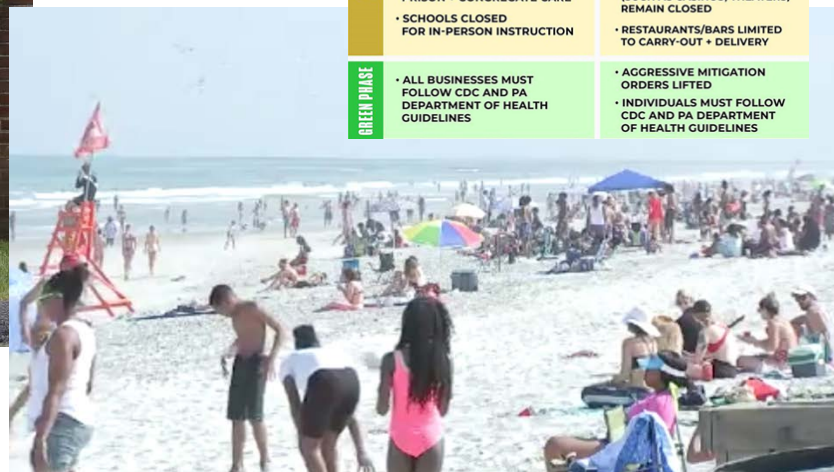 • SCHOOLS CLOSED
FOR IN-PERSON INSTRUCTION
REMAIN CLOSED
• RESTAURANTS/BARS LIMITED
TO CARRY-OUT + DELIVERY
GREEN PHASE
• ALL BUSINESSES MUST
FOLLOW CDC AND PA
DEPARTMENT OF HEALTH
GUIDELINES
• AGGRESSIVE MITIGATION
ORDERS LIFTED
• INDIVIDUALS MUST FOLLOW
CDC AND PA DEPARTMENT
OF HEALTH GUIDELINES